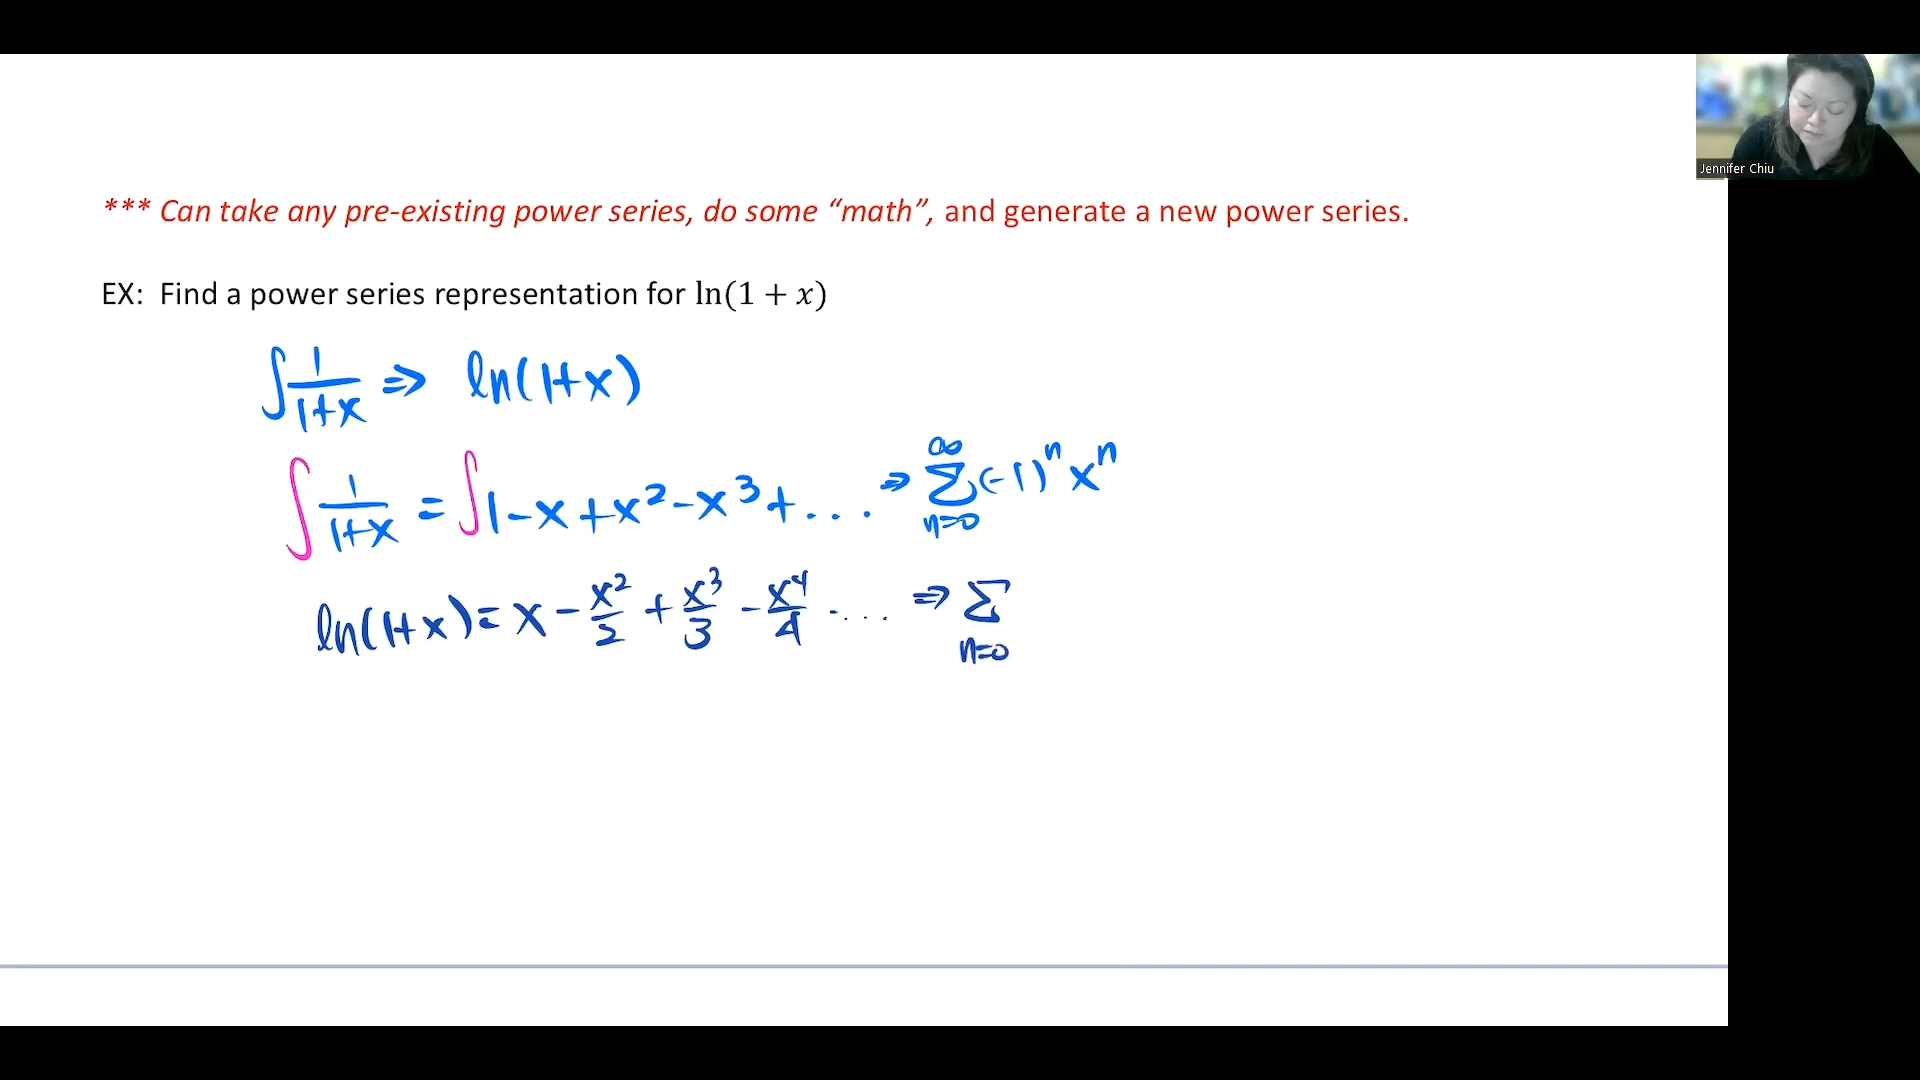 Jennifer Chiu
*** Can take any pre-existing power series, do some “math”, and generate a new power series.
EX: Find a power series representation for ln(1 + x)
∫ 1/(1+x) ⇒ ln(1+x)
∫ 1/(1+x) = ∫ 1 - x + x² - x³ + ... ⇒ ∞ Σ n=0 (-1)ⁿ xⁿ
ln(1+x) = x - x²/2 + x³/3 - x⁴/4 .... ⇒ Σ n=0